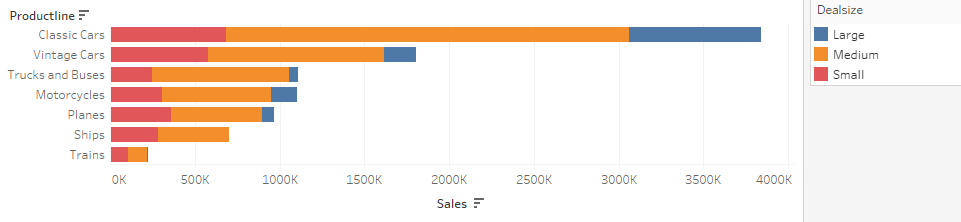 Productline
Classic Cars
Vintage Cars
Trucks and Buses
Motorcycles
Planes
Ships
Trains
0K 500K 1000K 1500K 2000K 2500K 3000K 3500K 4000K
Sales
Dealsize
Large
Medium
Small